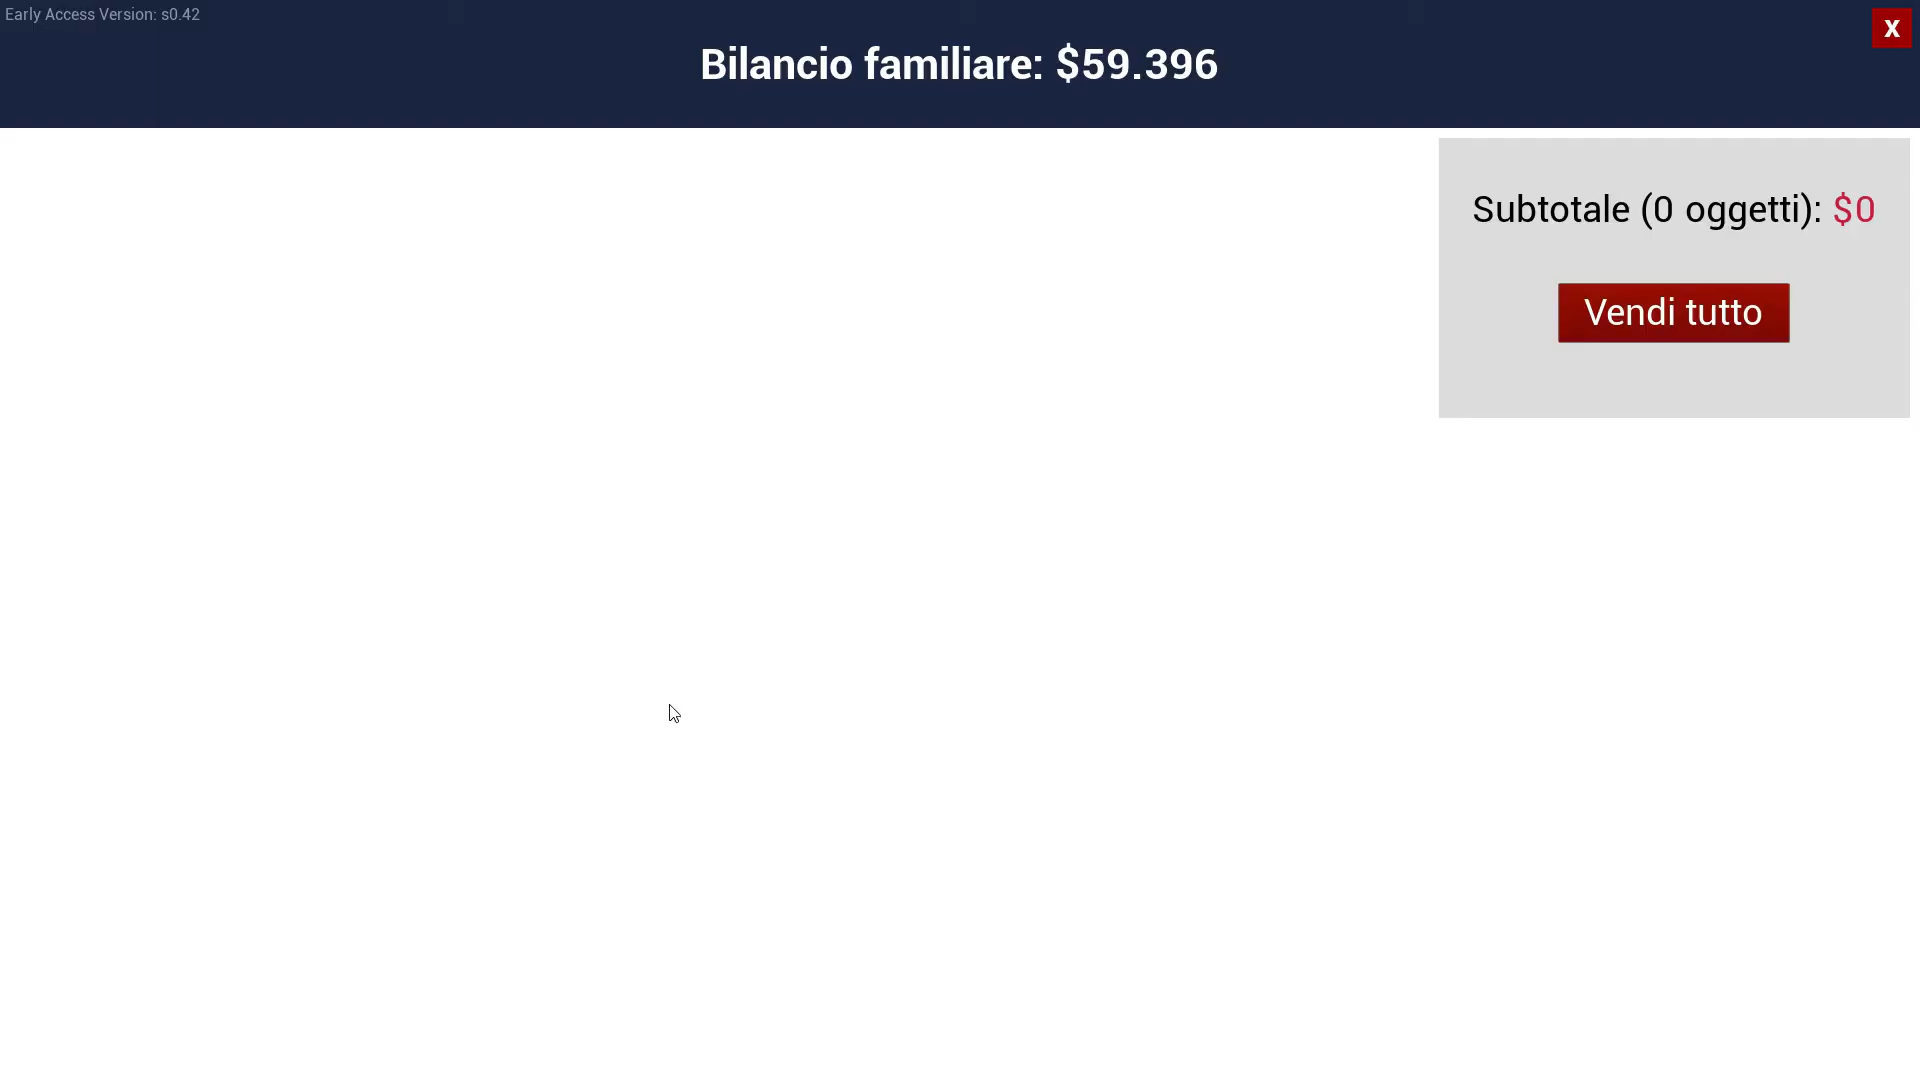 Early Access Version: s0.42
X
Bilancio familiare: $59.396
Subtotale (0 oggetti): $0
Vendi tutto